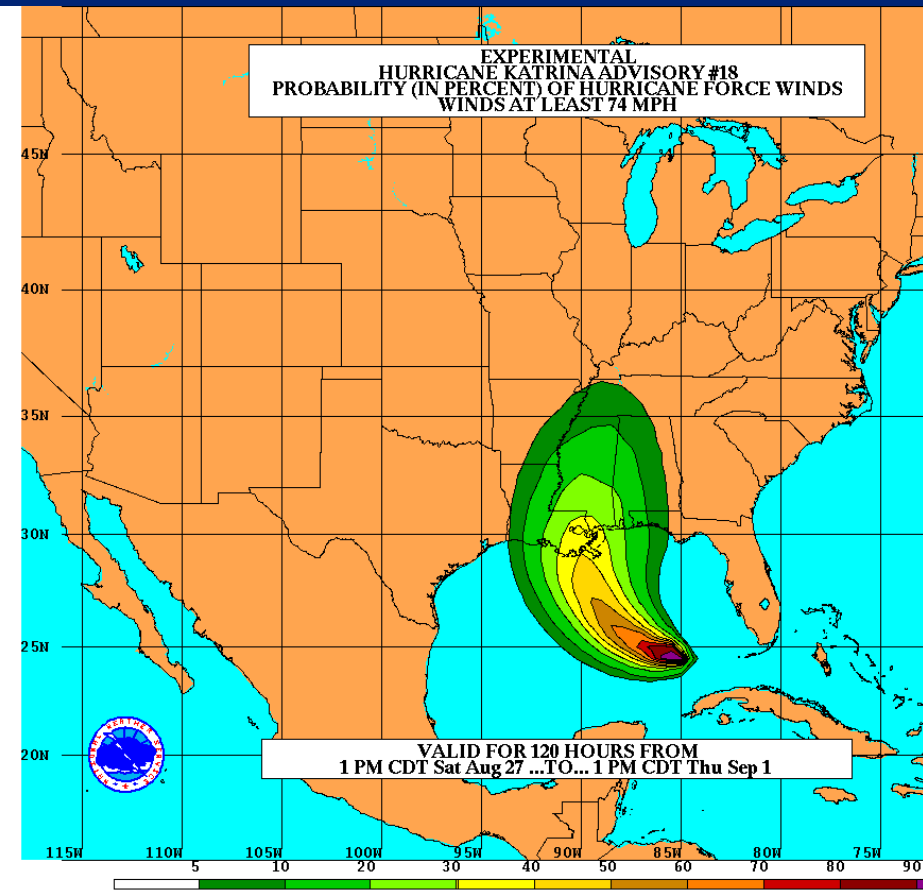 EXPERIMENTAL
HURRICANE KATRINA ADVISORY #18
PROBABILITY (IN PERCENT) OF HURRICANE FORCE WINDS
WINDS AT LEAST 74 MPH
45N
40N
35N
30N
25N
20N
NATIONAL WEATHER SERVICE
VALID FOR 120 HOURS FROM
1 PM CDT Sat Aug 27 ...TO... 1 PM CDT Thu Sep 1
115W 110W 105W 100W 95W 90W 85W 80W 75W
5 10 20 30 40 50 60 70 80 90